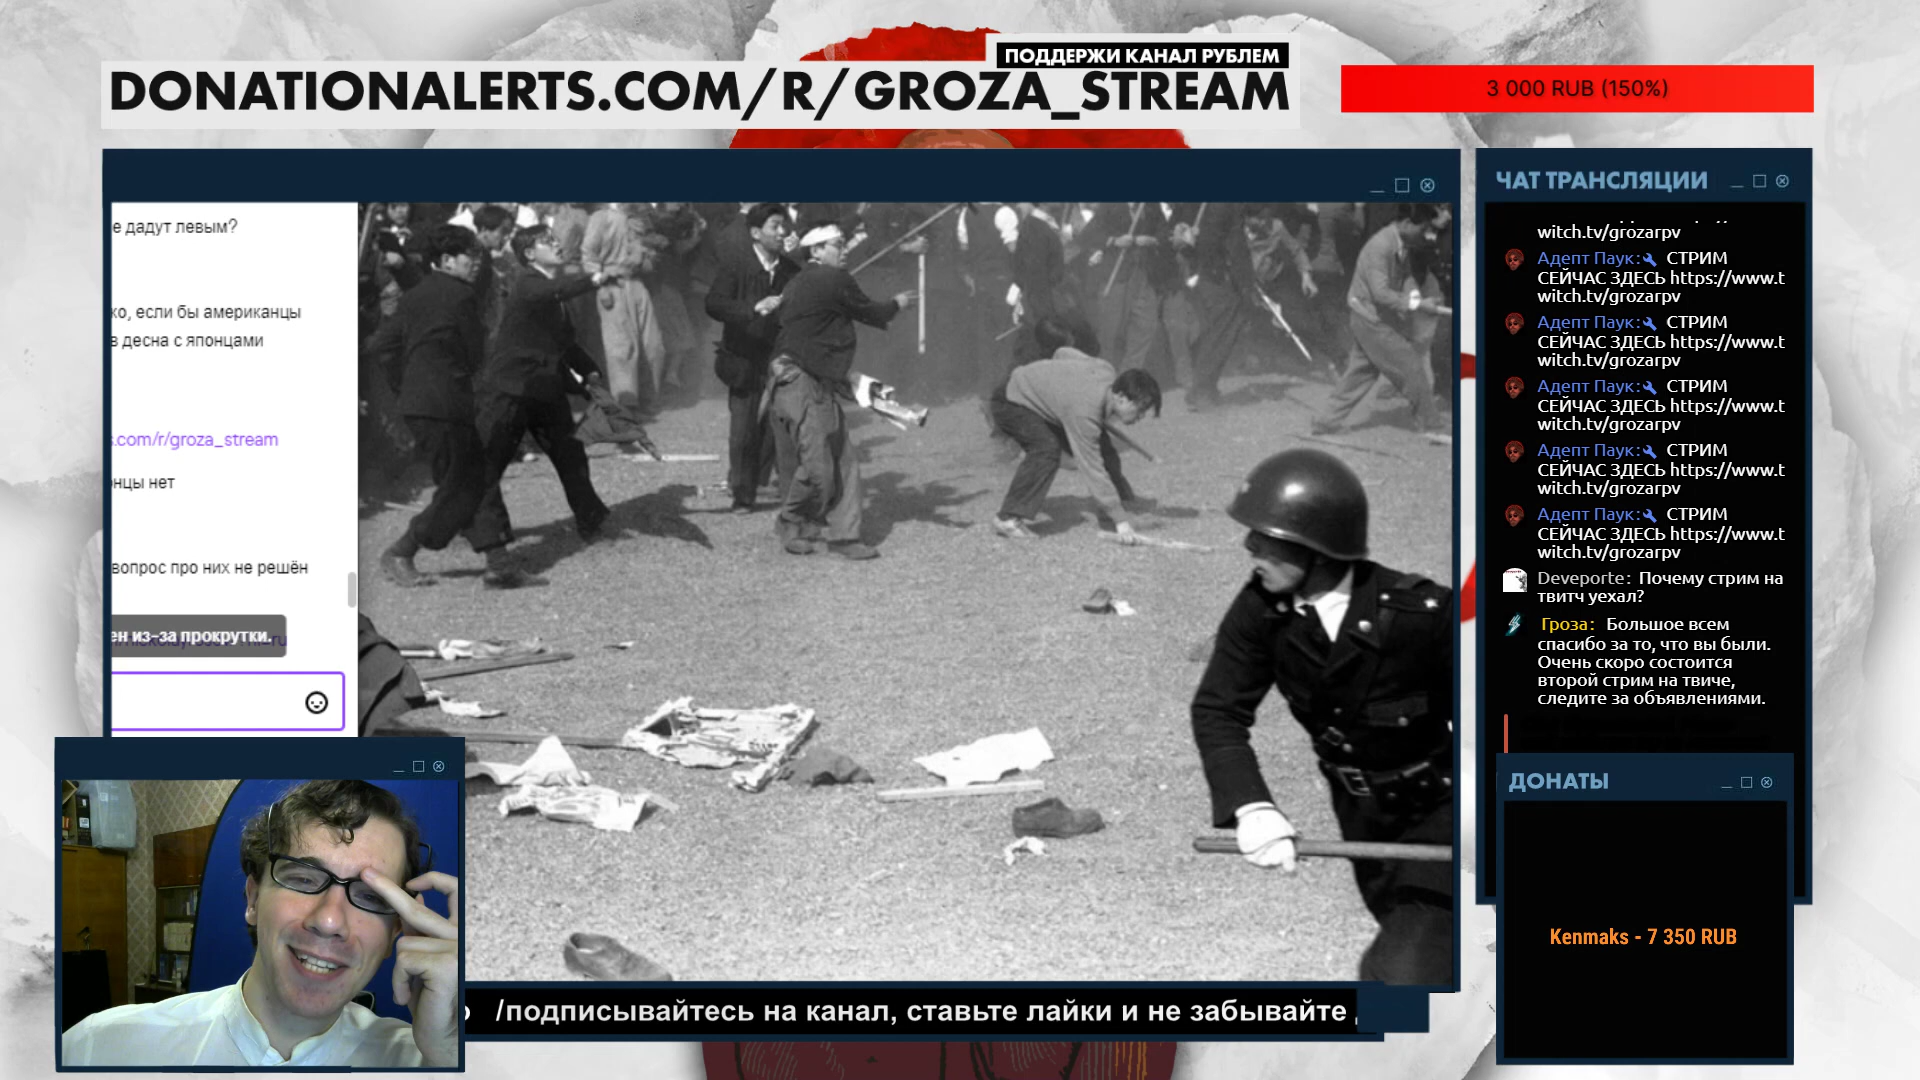 ПОДДЕРЖИ КАНАЛ РУБЛЕМ
DONATIONALERTS.COM/R/GROZA_STREAM
3 000 RUB (150%)
е дадут левым?
ко, если бы американцы
в десна с японцами
.com/r/groza_stream
нцы нет
вопрос про них не решён
ен из-за прокрутки.
ЧАТ ТРАНСЛЯЦИИ
witch.tv/grozarpv
Адепт Паук: СТРИМ
СЕЙЧАС ЗДЕСЬ https://www.t
witch.tv/grozarpv
Адепт Паук: СТРИМ
СЕЙЧАС ЗДЕСЬ https://www.t
witch.tv/grozarpv
Адепт Паук: СТРИМ
СЕЙЧАС ЗДЕСЬ https://www.t
witch.tv/grozarpv
Адепт Паук: СТРИМ
СЕЙЧАС ЗДЕСЬ https://www.t
witch.tv/grozarpv
Адепт Паук: СТРИМ
СЕЙЧАС ЗДЕСЬ https://www.t
witch.tv/grozarpv
Deveporte: Почему стрим на
твитч уехал?
Гроза: Большое всем
спасибо за то, что вы были.
Очень скоро состоится
второй стрим на твиче,
следите за объявлениями.
ДОНАТЫ
Kenmaks - 7 350 RUB
/подписывайтесь на канал, ставьте лайки и не забывайте